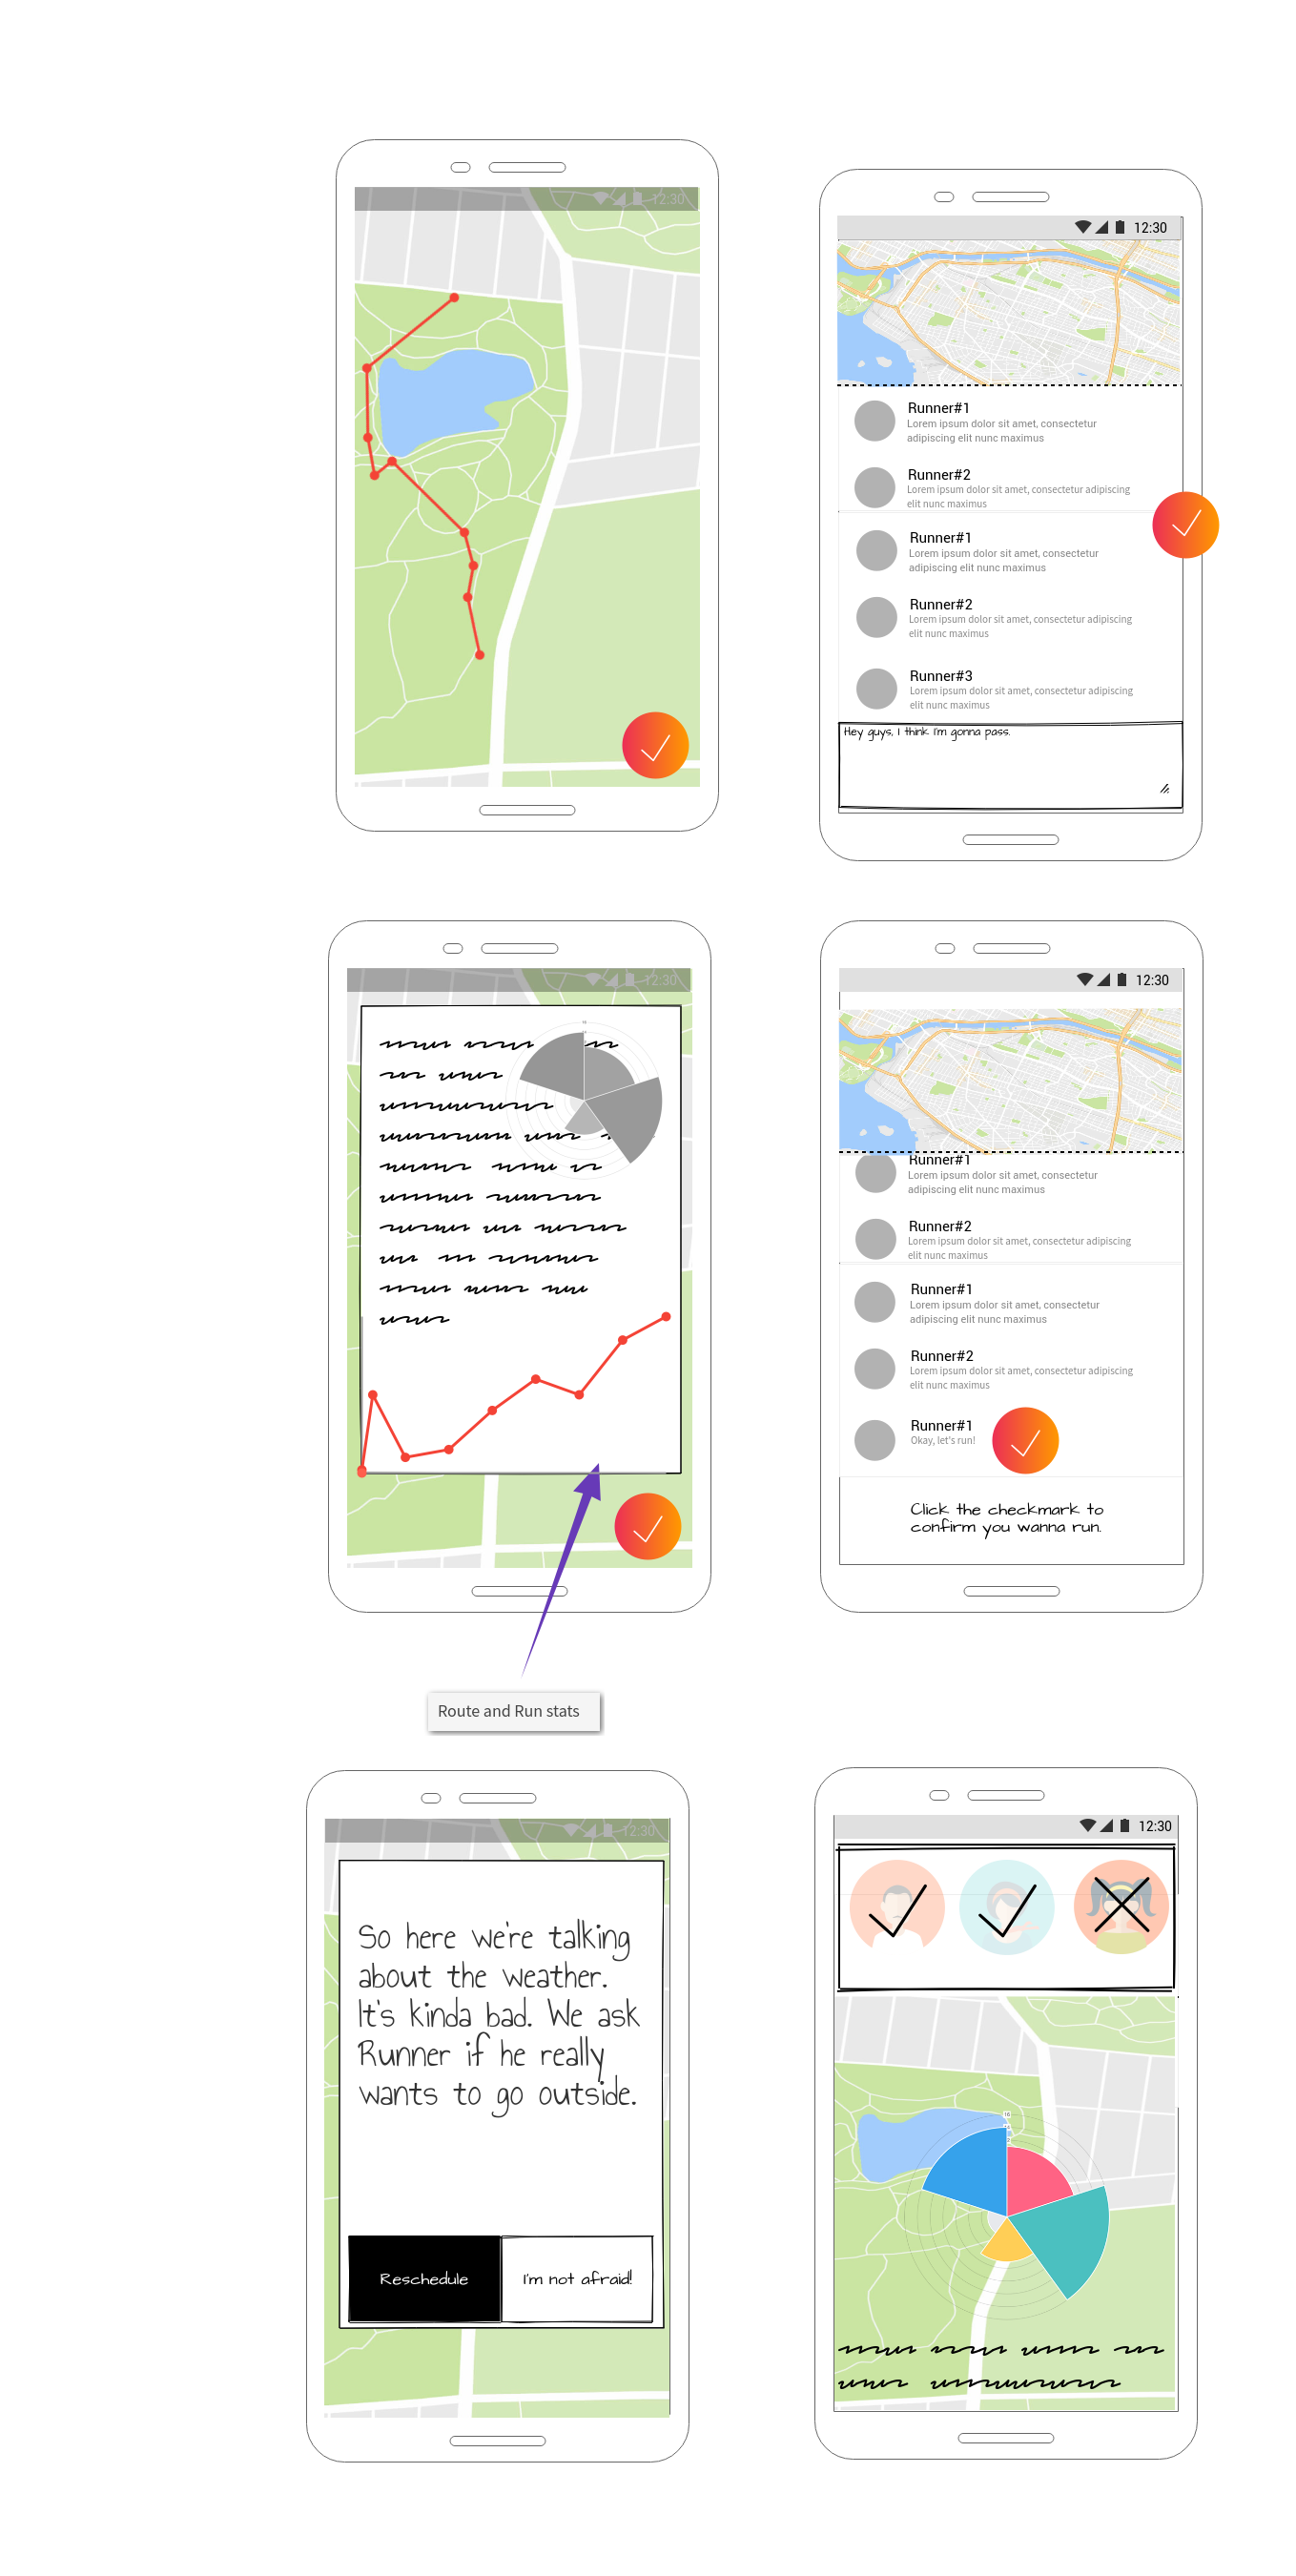 12:30
12:30
Runner#1
Lorem ipsum dolor sit amet, consectetur
adipiscing elit nunc maximus
Runner#2
Lorem ipsum dolor sit amet, consectetur adipiscing
elit nunc maximus
Runner#1
Lorem ipsum dolor sit amet, consectetur
adipiscing elit nunc maximus
Runner#2
Lorem ipsum dolor sit amet, consectetur adipiscing
elit nunc maximus
Runner#3
Lorem ipsum dolor sit amet, consectetur adipiscing
elit nunc maximus
Hey guys, I think I'm gonna pass.
12:30
12:30
Runner#1
Lorem ipsum dolor sit amet, consectetur
adipiscing elit nunc maximus
Runner#2
Lorem ipsum dolor sit amet, consectetur adipiscing
elit nunc maximus
Runner#1
Lorem ipsum dolor sit amet, consectetur
adipiscing elit nunc maximus
Runner#2
Lorem ipsum dolor sit amet, consectetur adipiscing
elit nunc maximus
Runner#1
Okay, let's run!
Click the checkmark to
confirm you wanna run.
Route and Run stats
12:30
So here we're talking
about the weather.
It's kinda bad. We ask
Runner if he really
wants to go outside.
Reschedule
I'm not afraid!
12:30
16